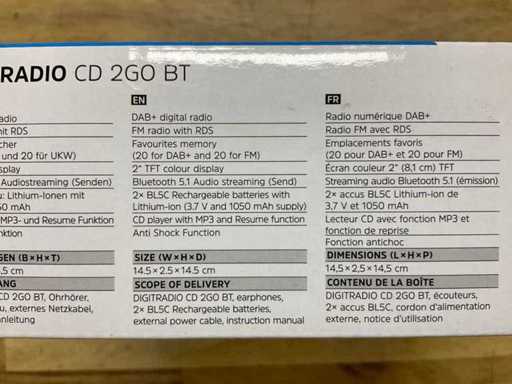 RADIO CD 2GO BT
adio
mit RDS
cher
und 20 für UKW)
splay
Audiostreaming (Senden)
u: Lithium-Ionen mit
50 mAh
MP3- und Resume Funktion
nktion
GEN (B×H×T)
,5 cm
ANG
CD 2GO BT, Ohrhörer,
u, externes Netzkabel,
anleitung
EN
DAB+ digital radio
FM radio with RDS
Favourites memory
(20 for DAB+ and 20 for FM)
2" TFT colour display
Bluetooth 5.1 Audio streaming (Send)
2× BL5C Rechargeable batteries with
Lithium-ion (3.7 V and 1050 mAh supply)
CD player with MP3 and Resume function
Anti Shock Function
SIZE (W×H×D)
14.5×2.5×14.5 cm
SCOPE OF DELIVERY
DIGITRADIO CD 2GO BT, earphones,
2× BL5C Rechargeable batteries,
external power cable, instruction manual
FR
Radio numérique DAB+
Radio FM avec RDS
Emplacements favoris
(20 pour DAB+ et 20 pour FM)
Écran couleur 2" (8,1 cm) TFT
Streaming audio Bluetooth 5.1 (émission)
2× accus BL5C Lithium-ion de
3,7 V et 1050 mAh
Lecteur CD avec fonction MP3 et
fonction de reprise
Fonction antichoc
DIMENSIONS (L×H×P)
14,5×2,5×14,5 cm
CONTENU DE LA BOÎTE
DIGITRADIO CD 2GO BT, écouteurs,
2× accus BL5C, cordon d'alimentation
externe, notice d'utilisation